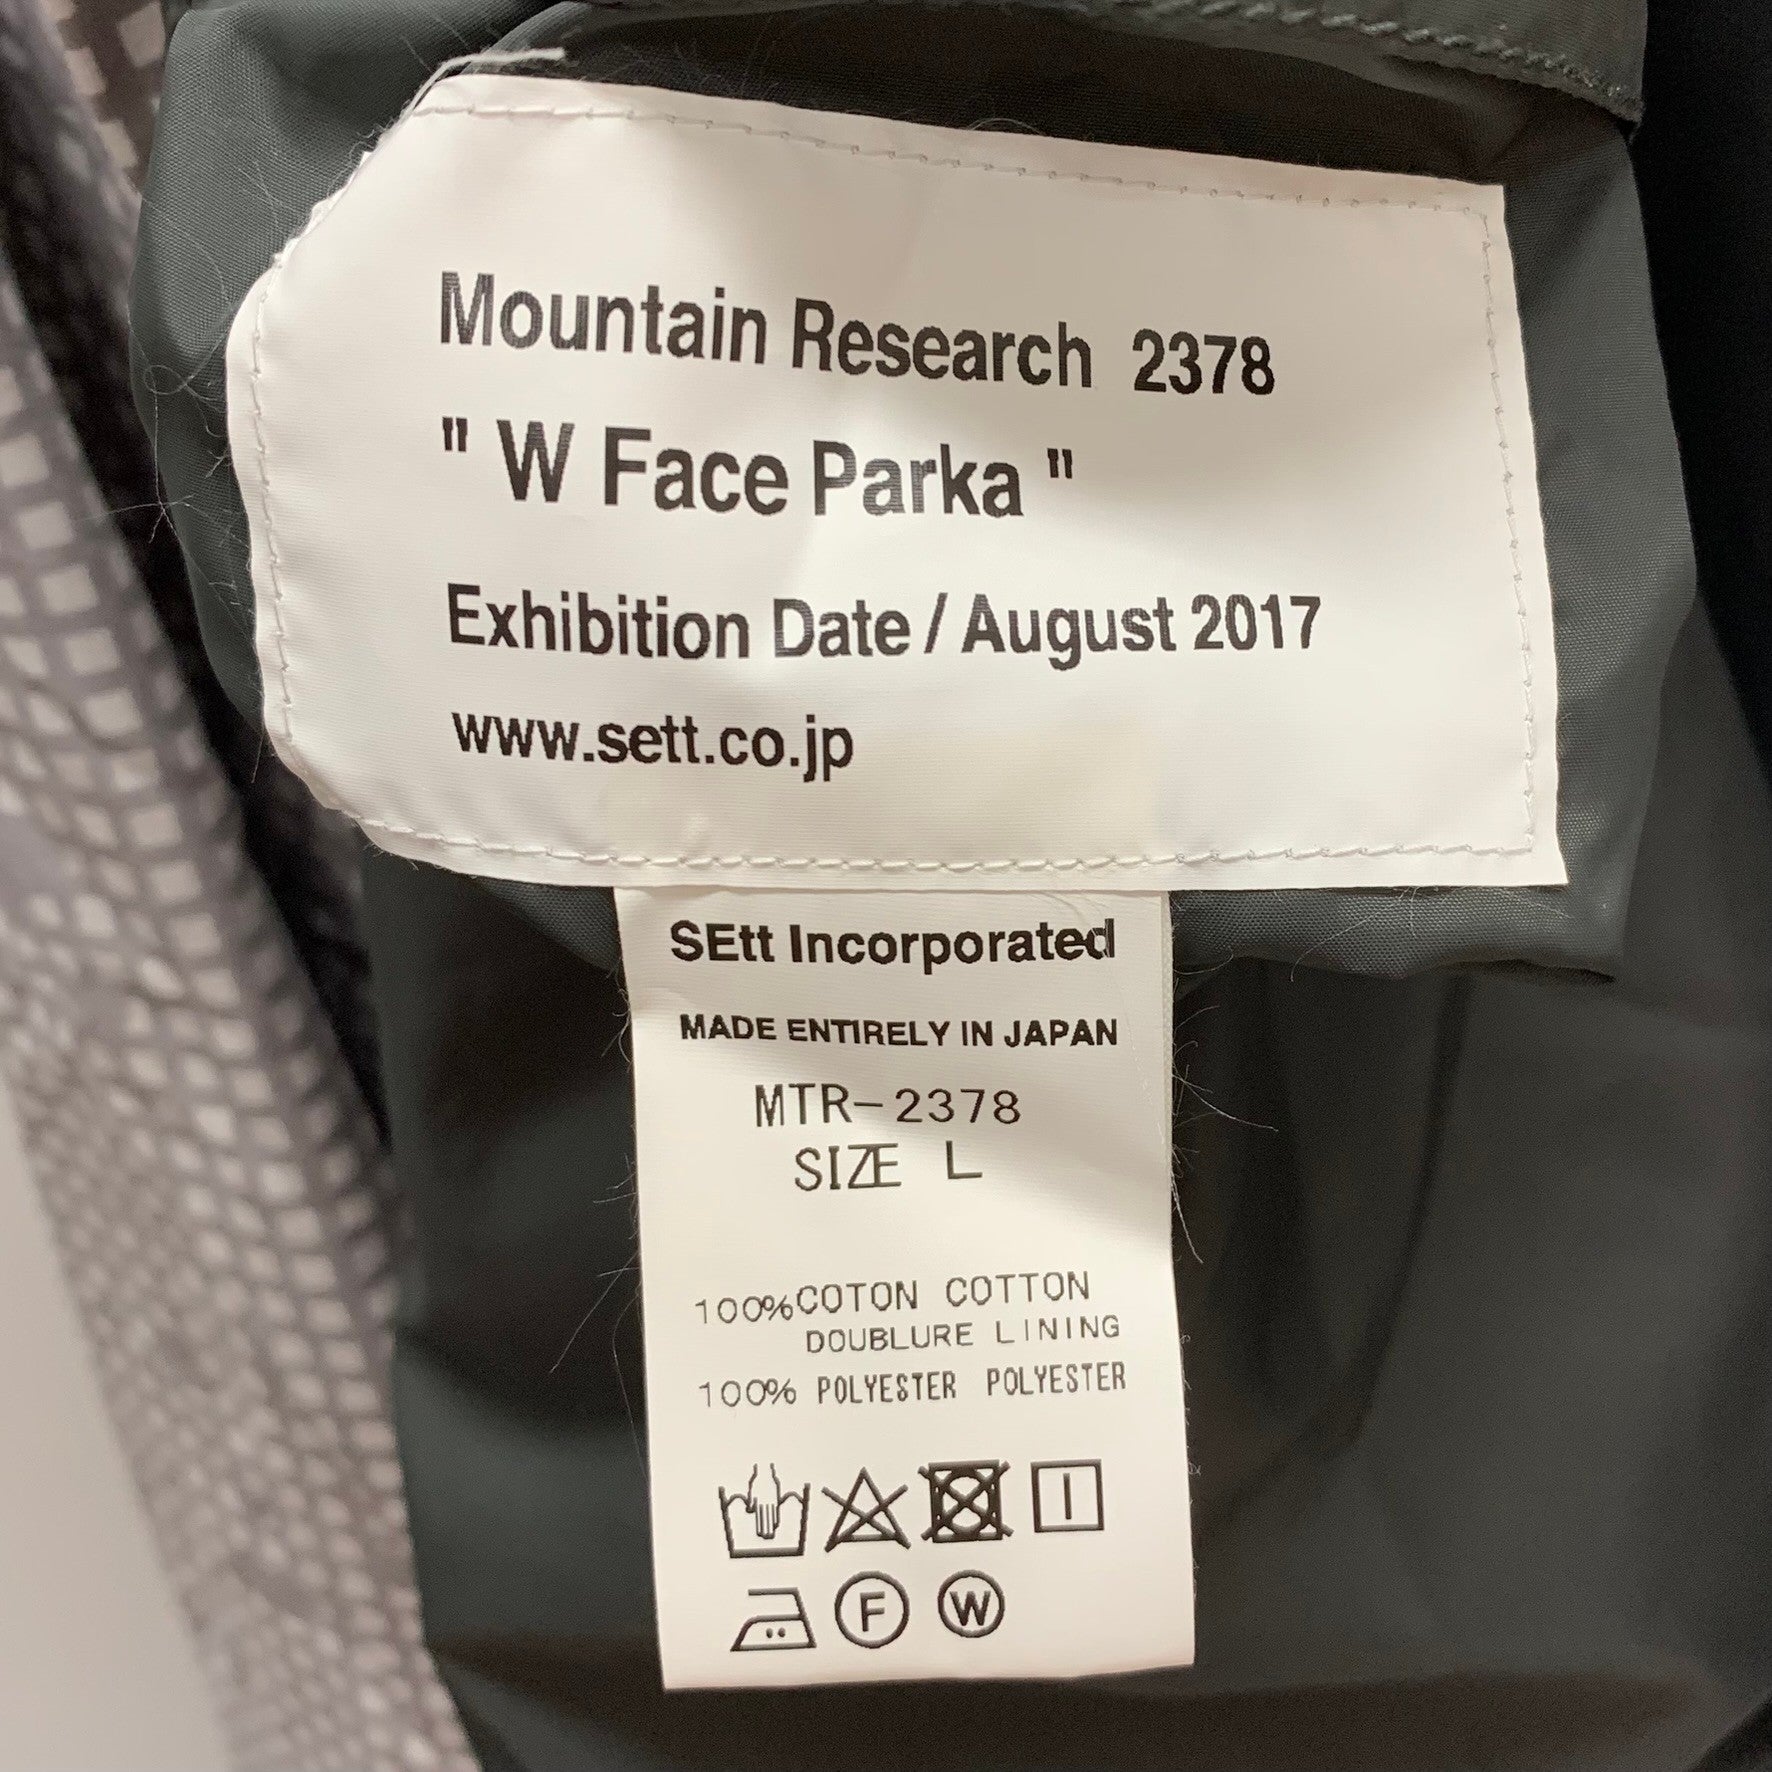 Mountain Research 2378
" W Face Parka "
Exhibition Date / August 2017
www.sett.co.jp
SEtt Incorporated
MADE ENTIRELY IN JAPAN
MTR-2378
SIZE L
100%COTON COTTON
DOUBLURE LINING
100% POLYESTER POLYESTER
F W